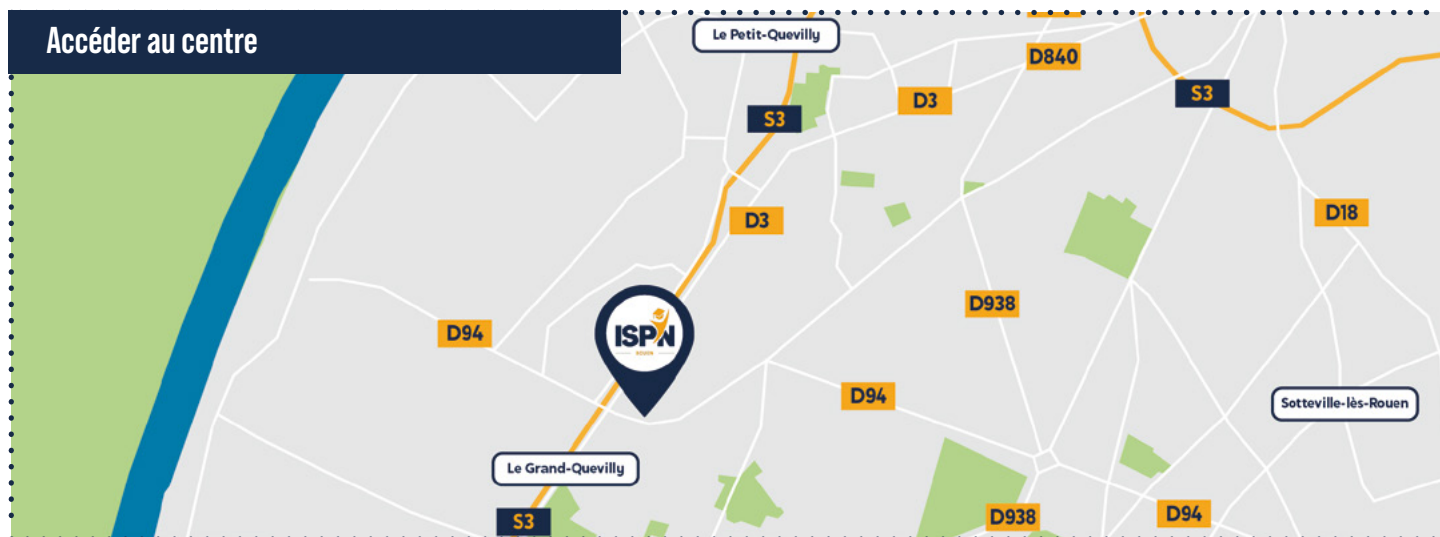 Accéder au centre
Le Petit-Quevilly
D840
S3
D3
S3
D3
D18
D938
D94
ISPN
ROUEN
D94
Sotteville-lès-Rouen
Le Grand-Quevilly
S3
D938
D94